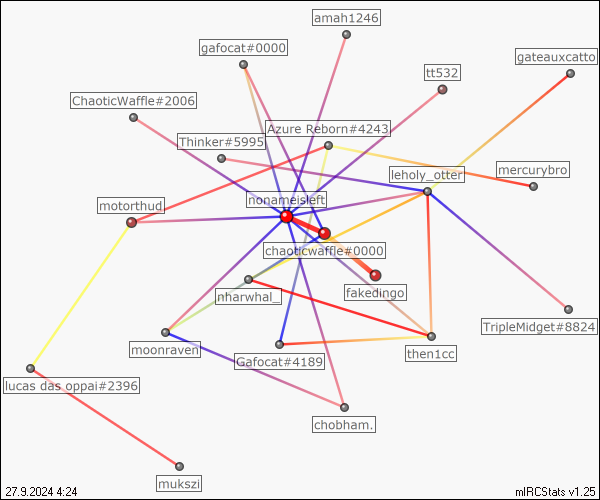 amah1246
gafocat#0000
gateauxcatto
tt532
ChaoticWaffle#2006
Azure Reborn#4243
Thinker#5995
mercurybro
leholy_otter
nonameisleft
motorthud
chaoticwaffle#0000
fakedingo
nharwhal_
TripleMidget#8824
moonraven
then1cc
Gafocat#4189
lucas das oppai#2396
chobham.
mukszi
27.9.2024 4:24
mIRCStats v1.25